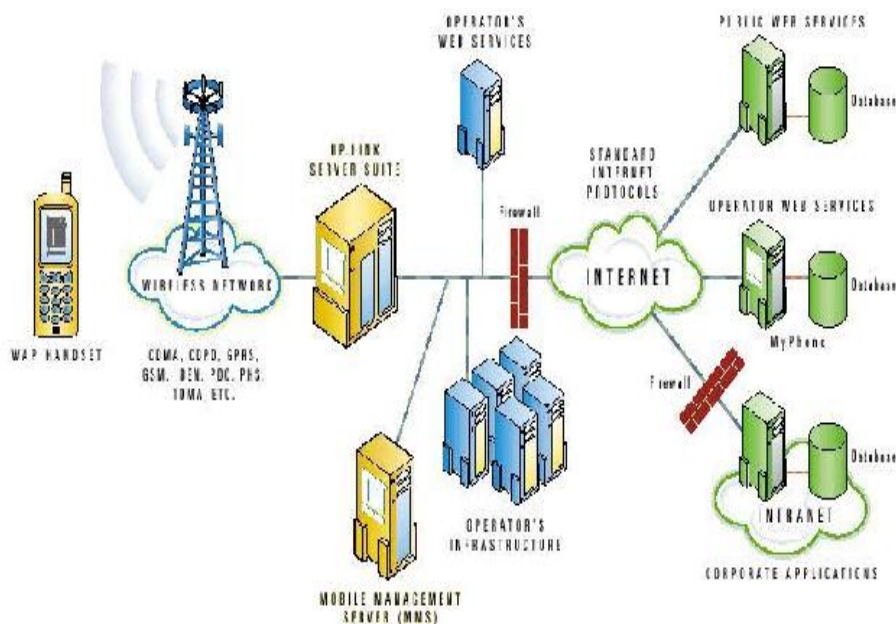 OPERATOR'S
WEB SERVICES
PUBLIC WEB SERVICES
Database
UP.LINK
SERVER SUITE
STANDARD
INTERNET
PROTOCOLS
Firewall
OPERATOR WEB SERVICES
WIRELESS NETWORK
INTERNET
Database
MyPhone
WAP HANDSET
CDMA, CDPD, GPRS,
GSM, iDEN, PDC, PHS,
TDMA, ETC.
Firewall
Database
OPERATOR'S
INFRASTRUCTURE
INTRANET
CORPORATE APPLICATIONS
MOBILE MANAGEMENT
SERVER (MMS)